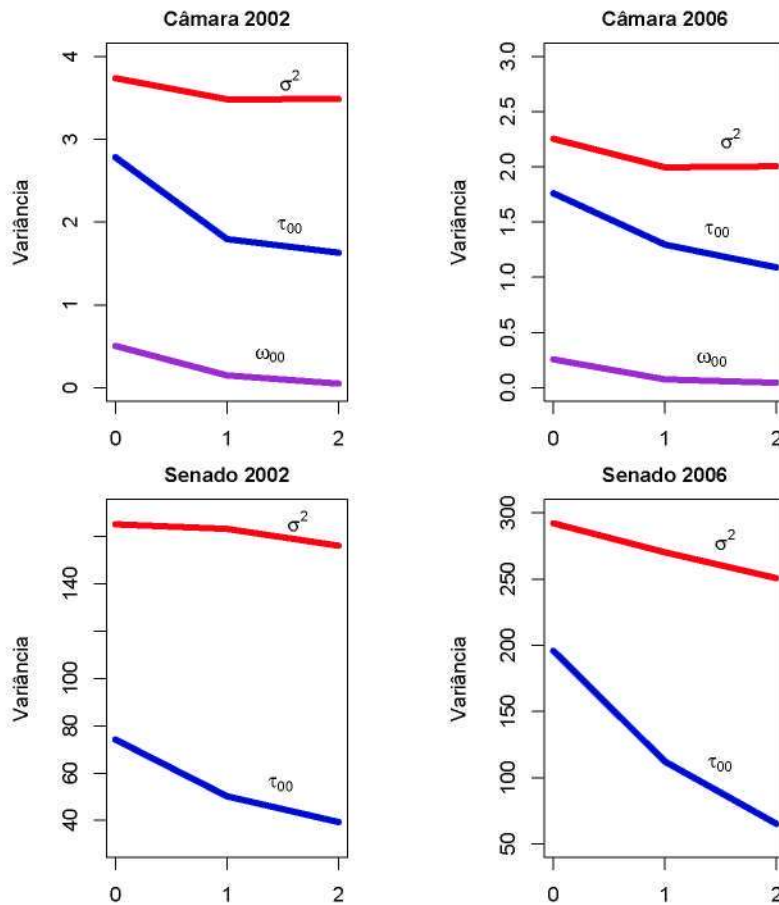 Câmara 2002
Variância
4
3
2
1
0
σ²
τ₀₀
ω₀₀
0 1 2
Câmara 2006
Variância
3.0
2.5
2.0
1.5
1.0
0.5
0.0
σ²
τ₀₀
ω₀₀
0 1 2
Senado 2002
Variância
140
100
80
60
40
σ²
τ₀₀
0 1 2
Senado 2006
Variância
300
250
200
150
100
50
σ²
τ₀₀
0 1 2